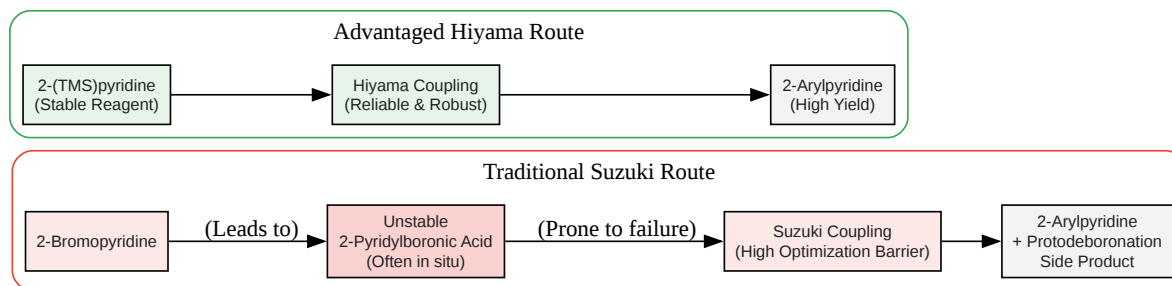 Advantaged Hiyama Route
2-(TMS)pyridine
(Stable Reagent)
Hiyama Coupling
(Reliable & Robust)
2-Arylpyridine
(High Yield)
Traditional Suzuki Route
2-Bromopyridine
(Leads to)
Unstable
2-Pyridylboronic Acid
(Often in situ)
(Prone to failure)
Suzuki Coupling
(High Optimization Barrier)
2-Arylpyridine
+ Protodeboronation
Side Product